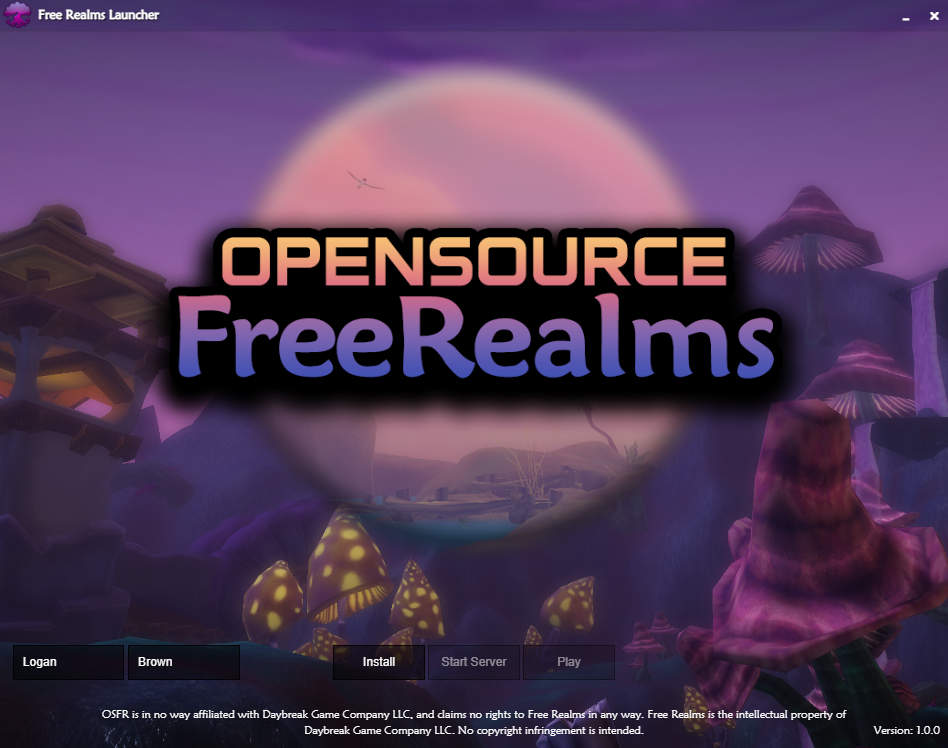 Free Realms Launcher
OPENSOURCE
FreeRealms
Logan
Brown
Install
Start Server
Play
OSFR is in no way affiliated with Daybreak Game Company LLC, and claims no rights to Free Realms in any way. Free Realms is the intellectual property of
Daybreak Game Company LLC. No copyright infringement is intended.
Version: 1.0.0